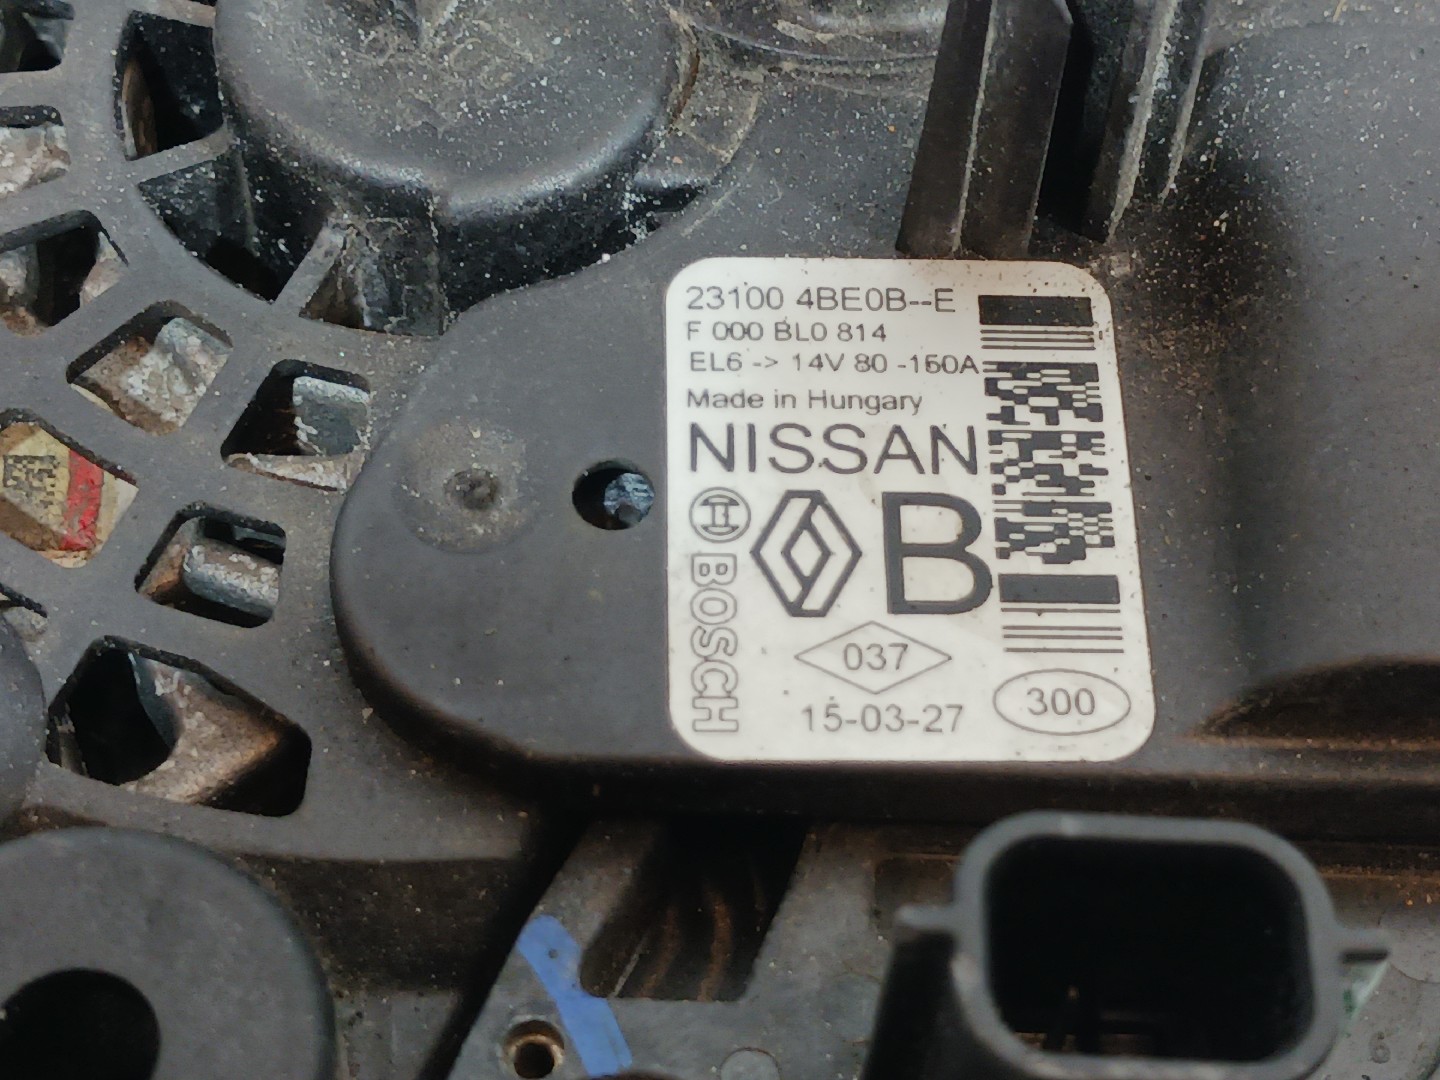 23100 4BE0B--E
F 000 BL0 814
EL6 -> 14V 80 -150A
Made in Hungary
NISSAN
BOSCH
B
037
15-03-27
300